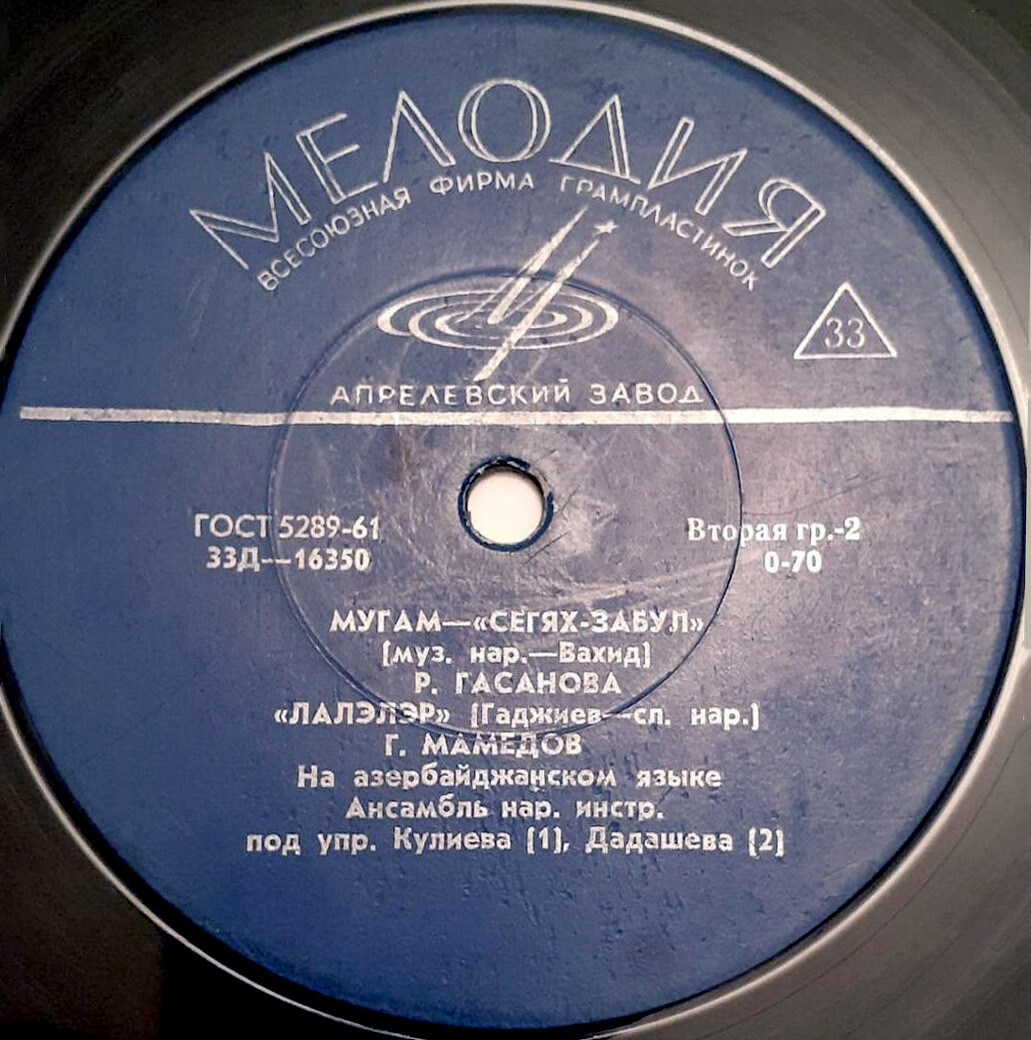 МЕЛОДИЯ
ВСЕСОЮЗНАЯ ФИРМА ГРАМПЛАСТИНОК
33
АПРЕЛЕВСКИЙ ЗАВОД
ГОСТ 5289-61
33Д—16350
Вторая гр.-2
0-70
МУГАМ—«СЕГЯХ-ЗАБУЛ»
(муз. нар.—Вахид)
Р. ГАСАНОВА
«ЛАЛЭЛЭР» (Гаджиев—сл. нар.)
Г. МАМЕДОВ
На азербайджанском языке
Ансамбль нар. инстр.
под упр. Кулиева (1), Дадашева (2)